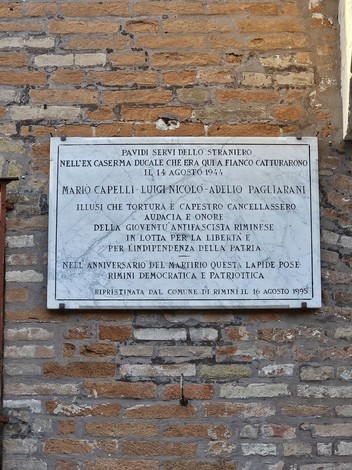 PAVIDI SERVI DELLO STRANIERO
NELL'EX CASERMA DUCALE CHE ERA QUI A FIANCO CATTURARONO
IL 14 AGOSTO 1944
MARIO CAPELLI - LUIGI NICOLO - ADELIO PAGLIARANI
ILLUSI CHE TORTURA E CAPESTRO CANCELLASSERO
AUDACIA E ONORE
DELLA GIOVENTU' ANTIFASCISTA RIMINESE
IN LOTTA PER LA LIBERTÀ E
PER L'INDIPENDENZA DELLA PATRIA
NELL'ANNIVERSARIO DEL MARTIRIO QUESTA LAPIDE POSE
RIMINI DEMOCRATICA E PATRIOTTICA
RIPRISTINATA DAL COMUNE DI RIMINI IL 16 AGOSTO 1995